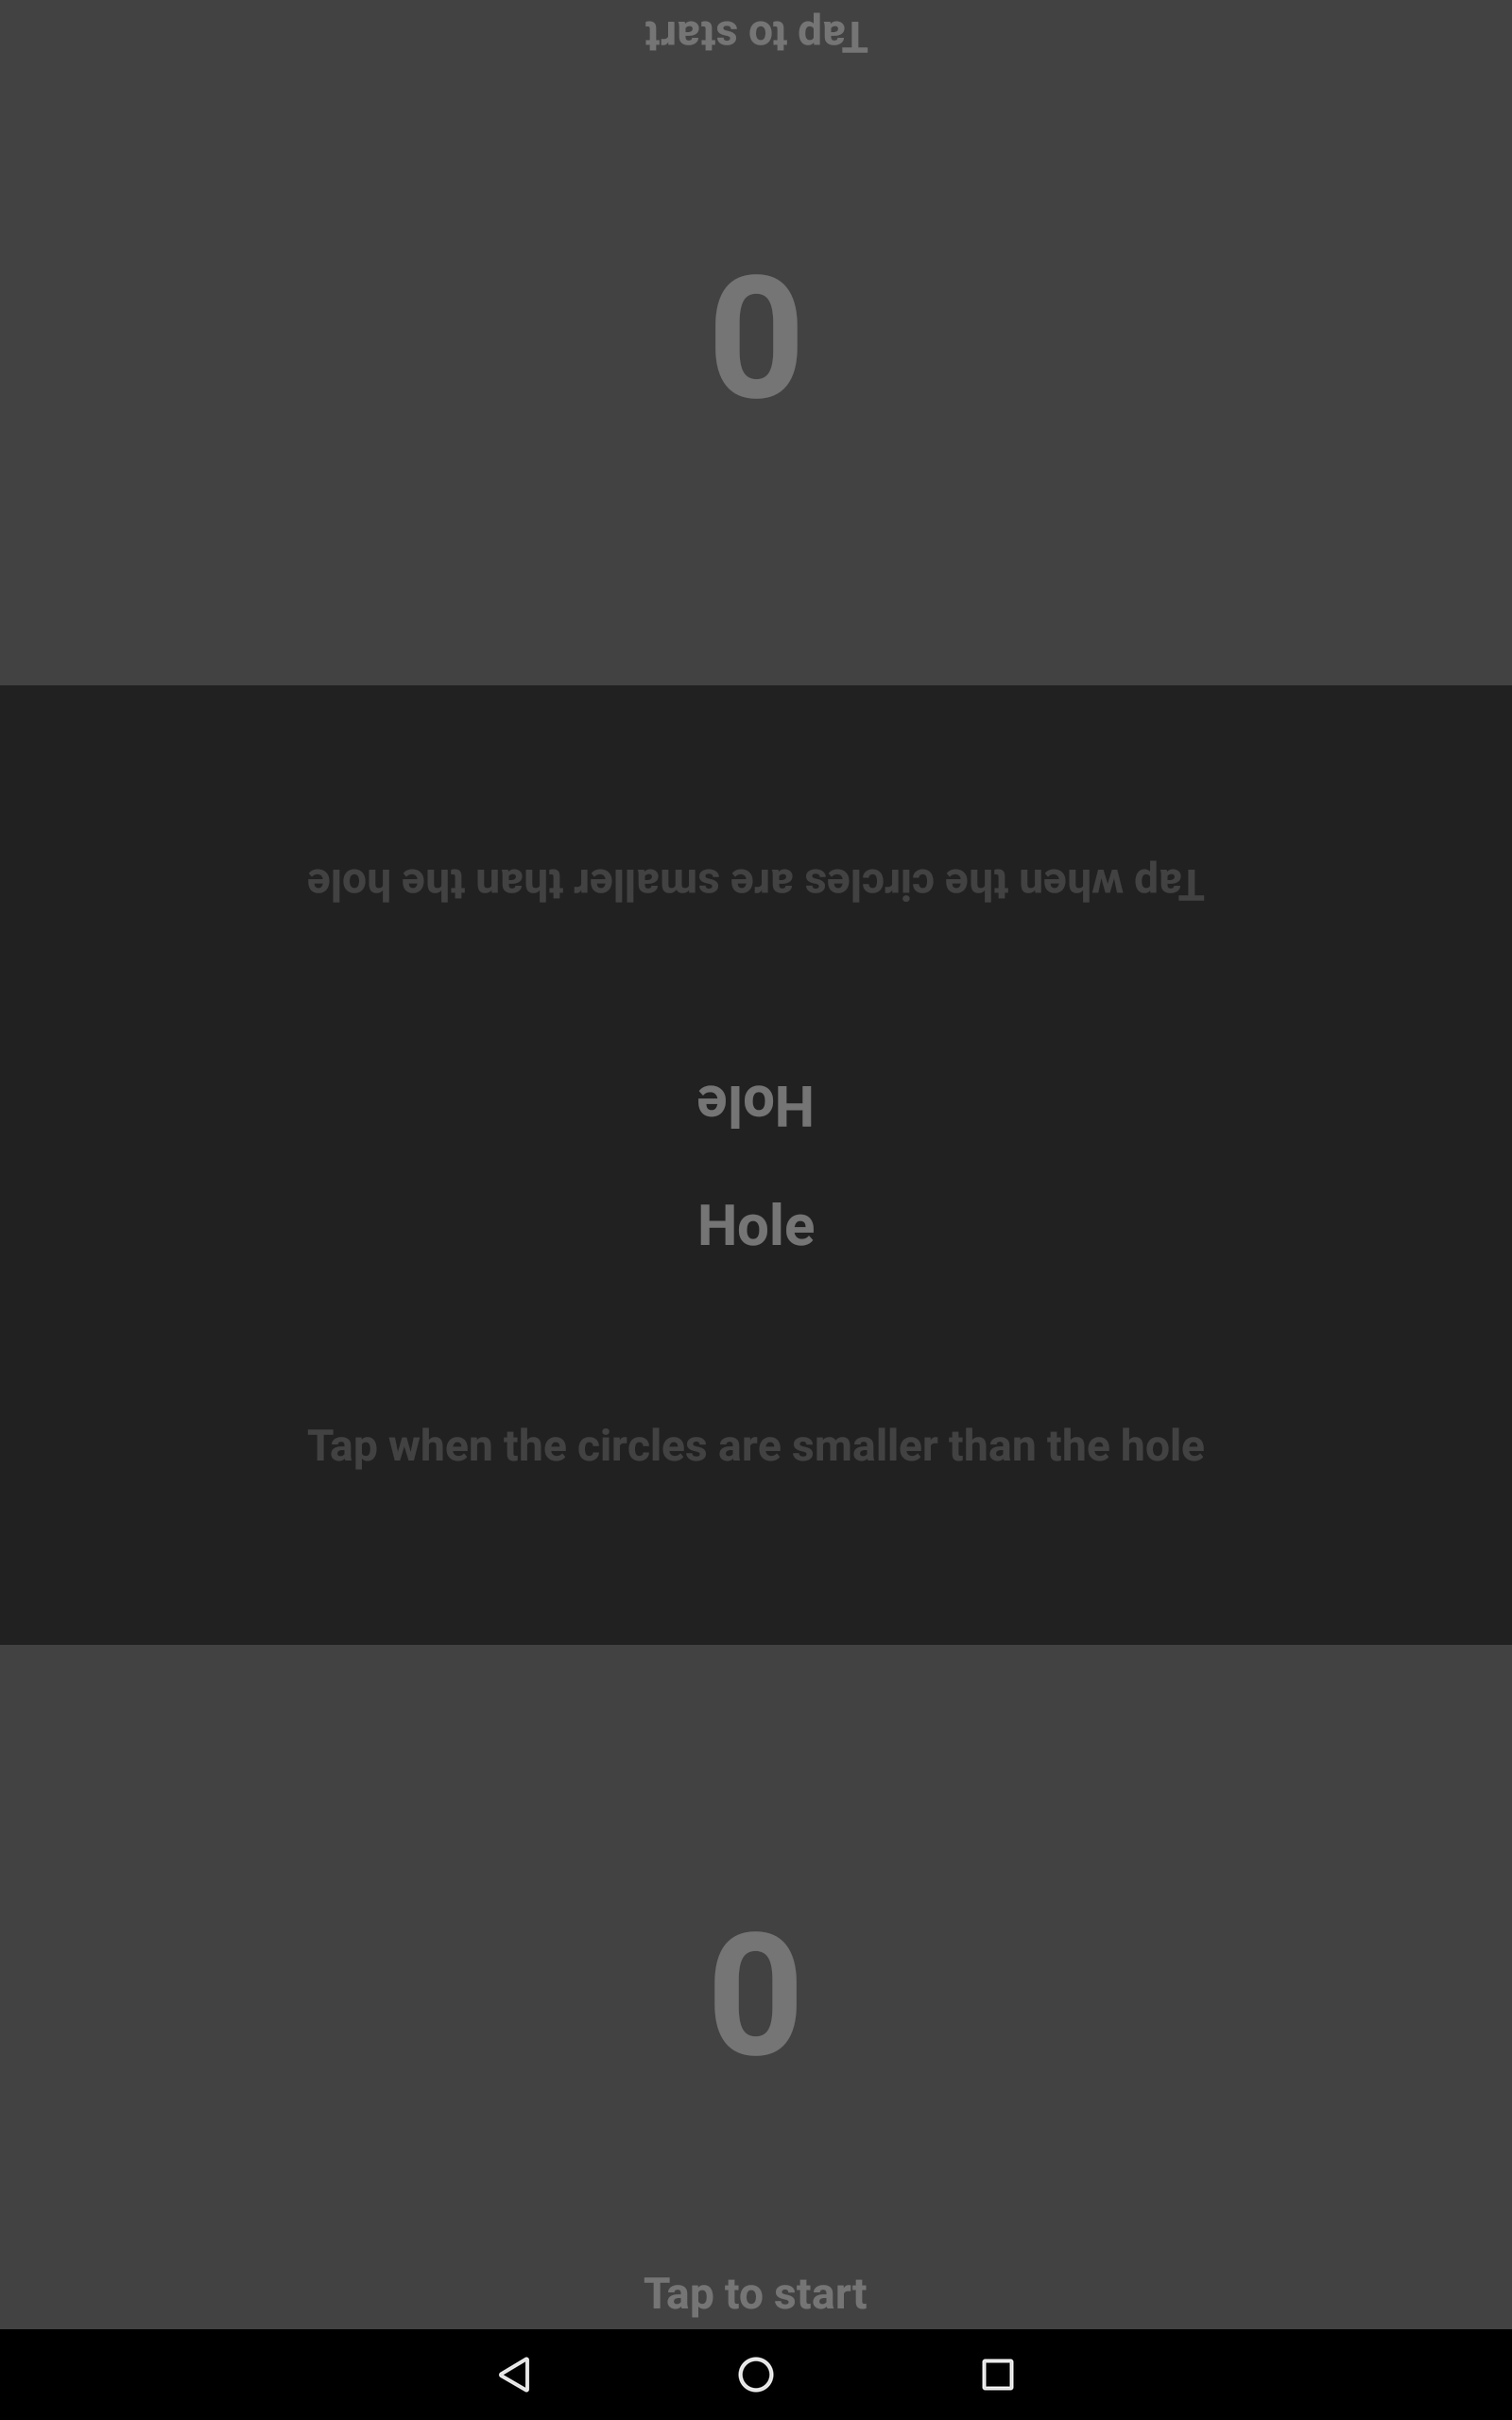 Tap to start
0
Tap when the circles are smaller than the hole
Hole
Hole
Tap when the circles are smaller than the hole
0
Tap to start